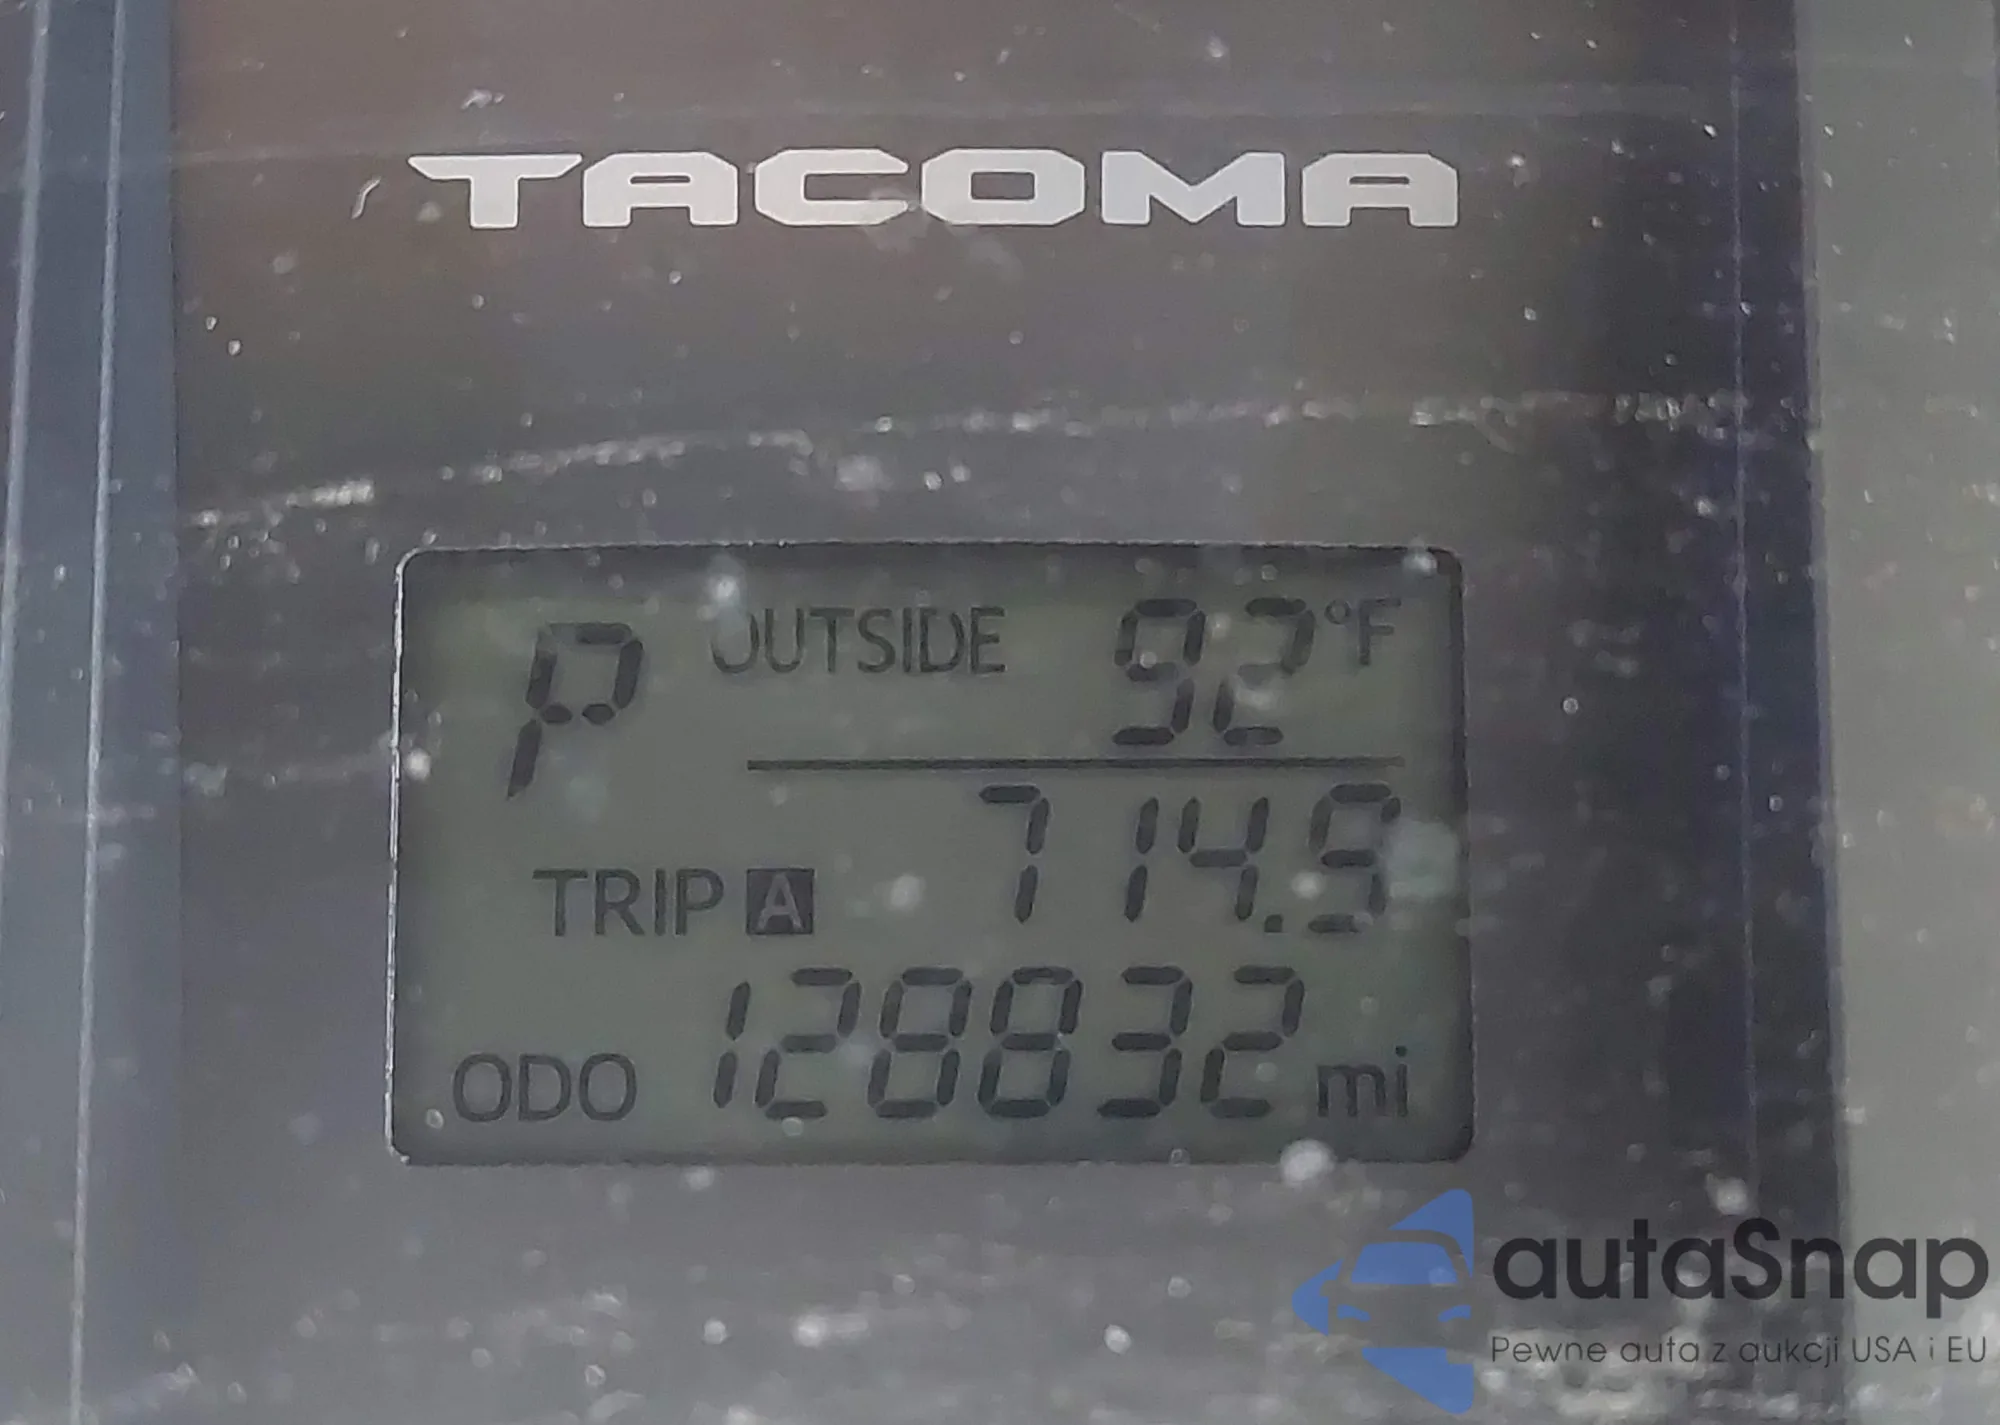 TACOMA
P OUTSIDE 92°F
TRIP A 714.9
ODO 128832 mi
autaSnap
Pewne auta z aukcji USA i EU